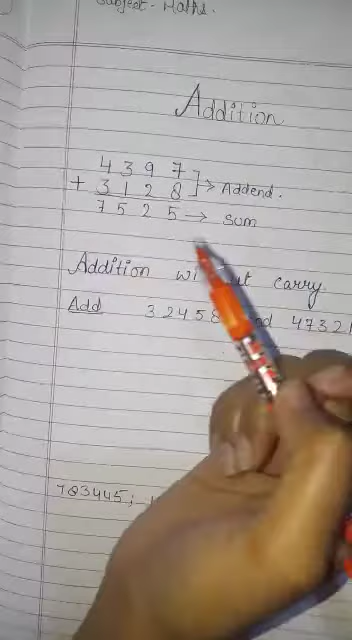 Subject - Maths.
Addition
4 3 9 7
+ 3 1 2 8 → Addend.
7 5 2 5 → Sum
Addition carry.
Add 3 2 4 5 8 4 7 3 2 1